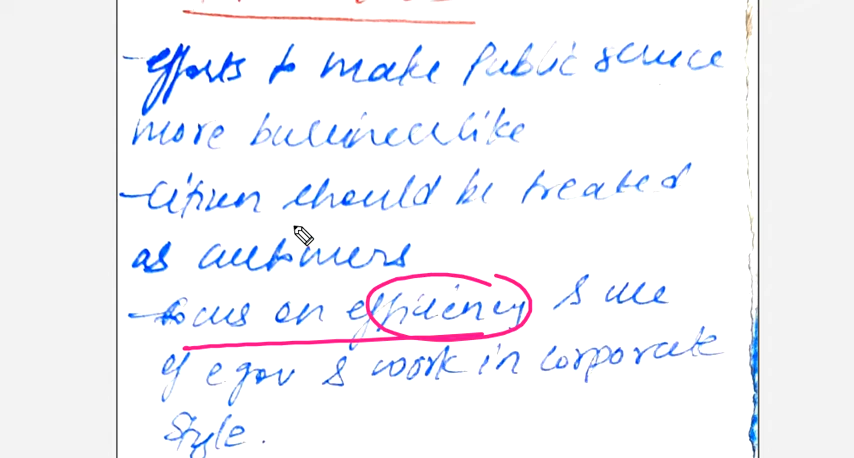 - efforts to make Public service
more businesslike
- citizen should be treated
as customers
- focus on efficiency & use
of egov & work in corporate
style.